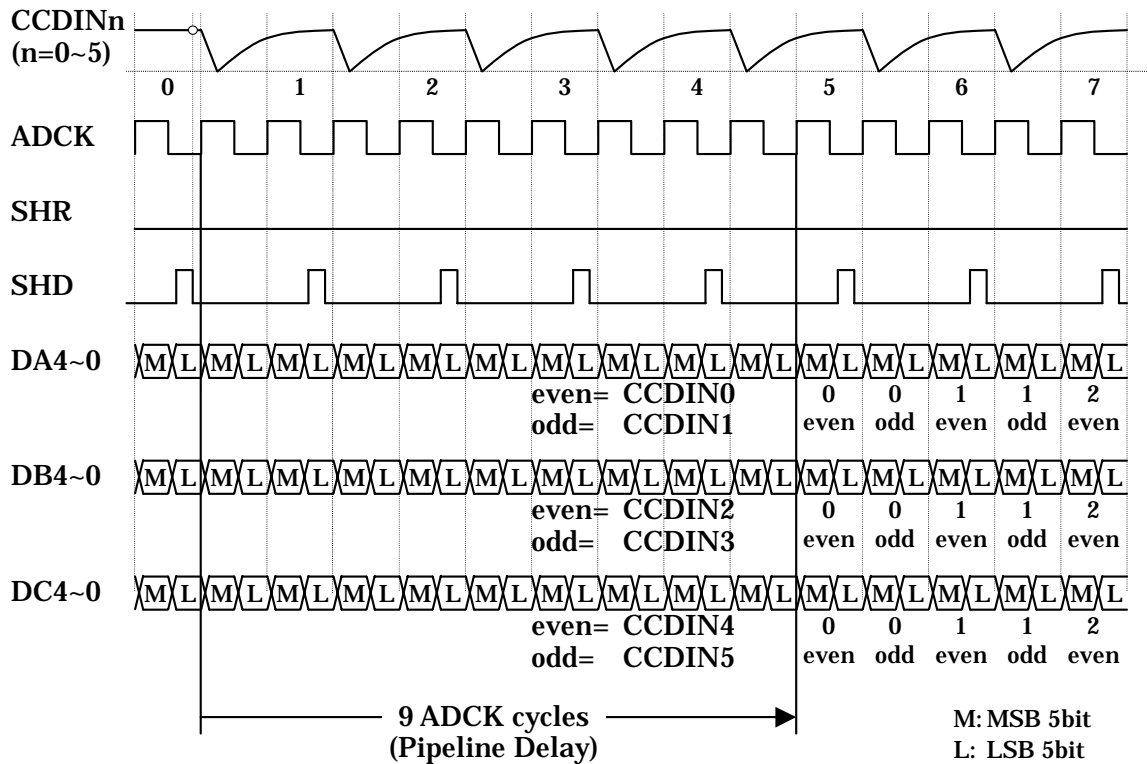 CCDINn
(n=0~5)
0 1 2 3 4 5 6 7
ADCK
SHR
SHD
DA4~0 M L M L M L M L M L M L M L M L M L M L M L M L M L M L M L
even= CCDIN0 0 0 1 1 2
odd= CCDIN1 even odd even odd even
DB4~0 M L M L M L M L M L M L M L M L M L M L M L M L M L M L M L
even= CCDIN2 0 0 1 1 2
odd= CCDIN3 even odd even odd even
DC4~0 M L M L M L M L M L M L M L M L M L M L M L M L M L M L M L
even= CCDIN4 0 0 1 1 2
odd= CCDIN5 even odd even odd even
9 ADCK cycles
(Pipeline Delay)
M: MSB 5bit
L: LSB 5bit